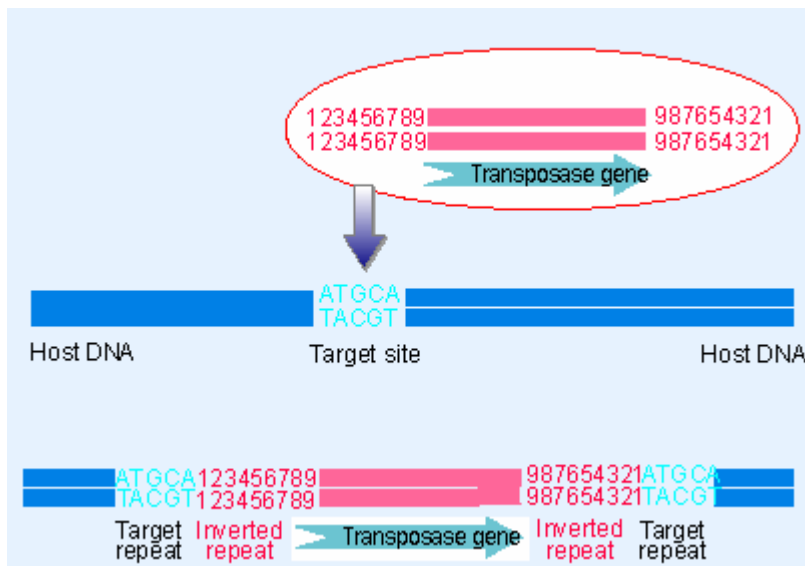 123456789 987654321
123456789 987654321
Transposase gene
ATGCA
TACGT
Host DNA Target site Host DNA
ATGCA123456789 987654321ATGCA
TACGT123456789 987654321TACGT
Target repeat Inverted repeat Transposase gene Inverted repeat Target repeat